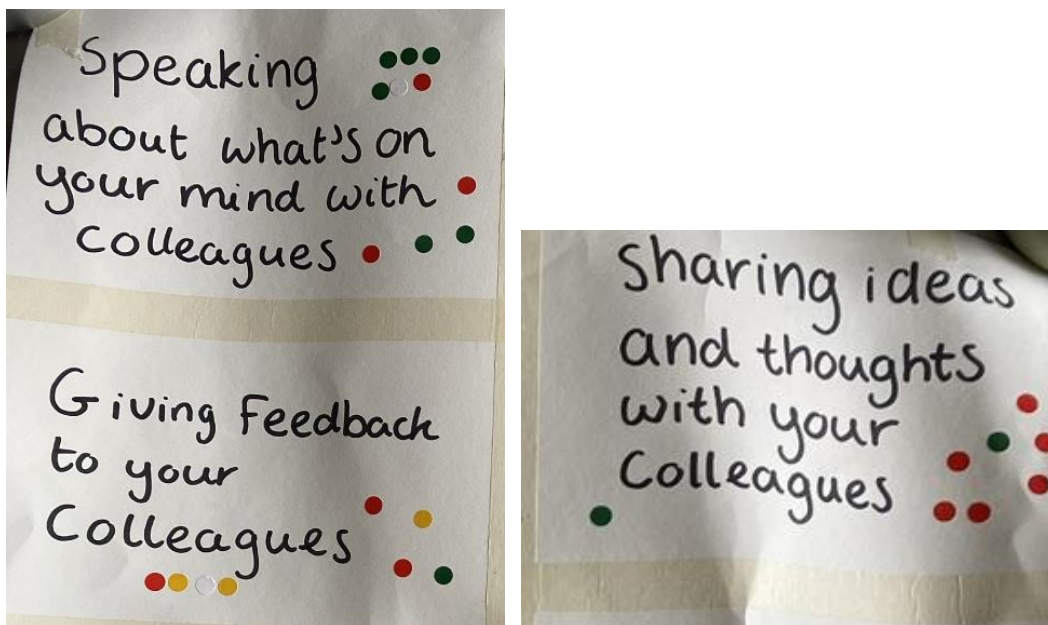 Speaking
about what's on
your mind with
colleagues
Giving Feedback
to your
Colleagues
Sharing ideas
and thoughts
with your
Colleagues